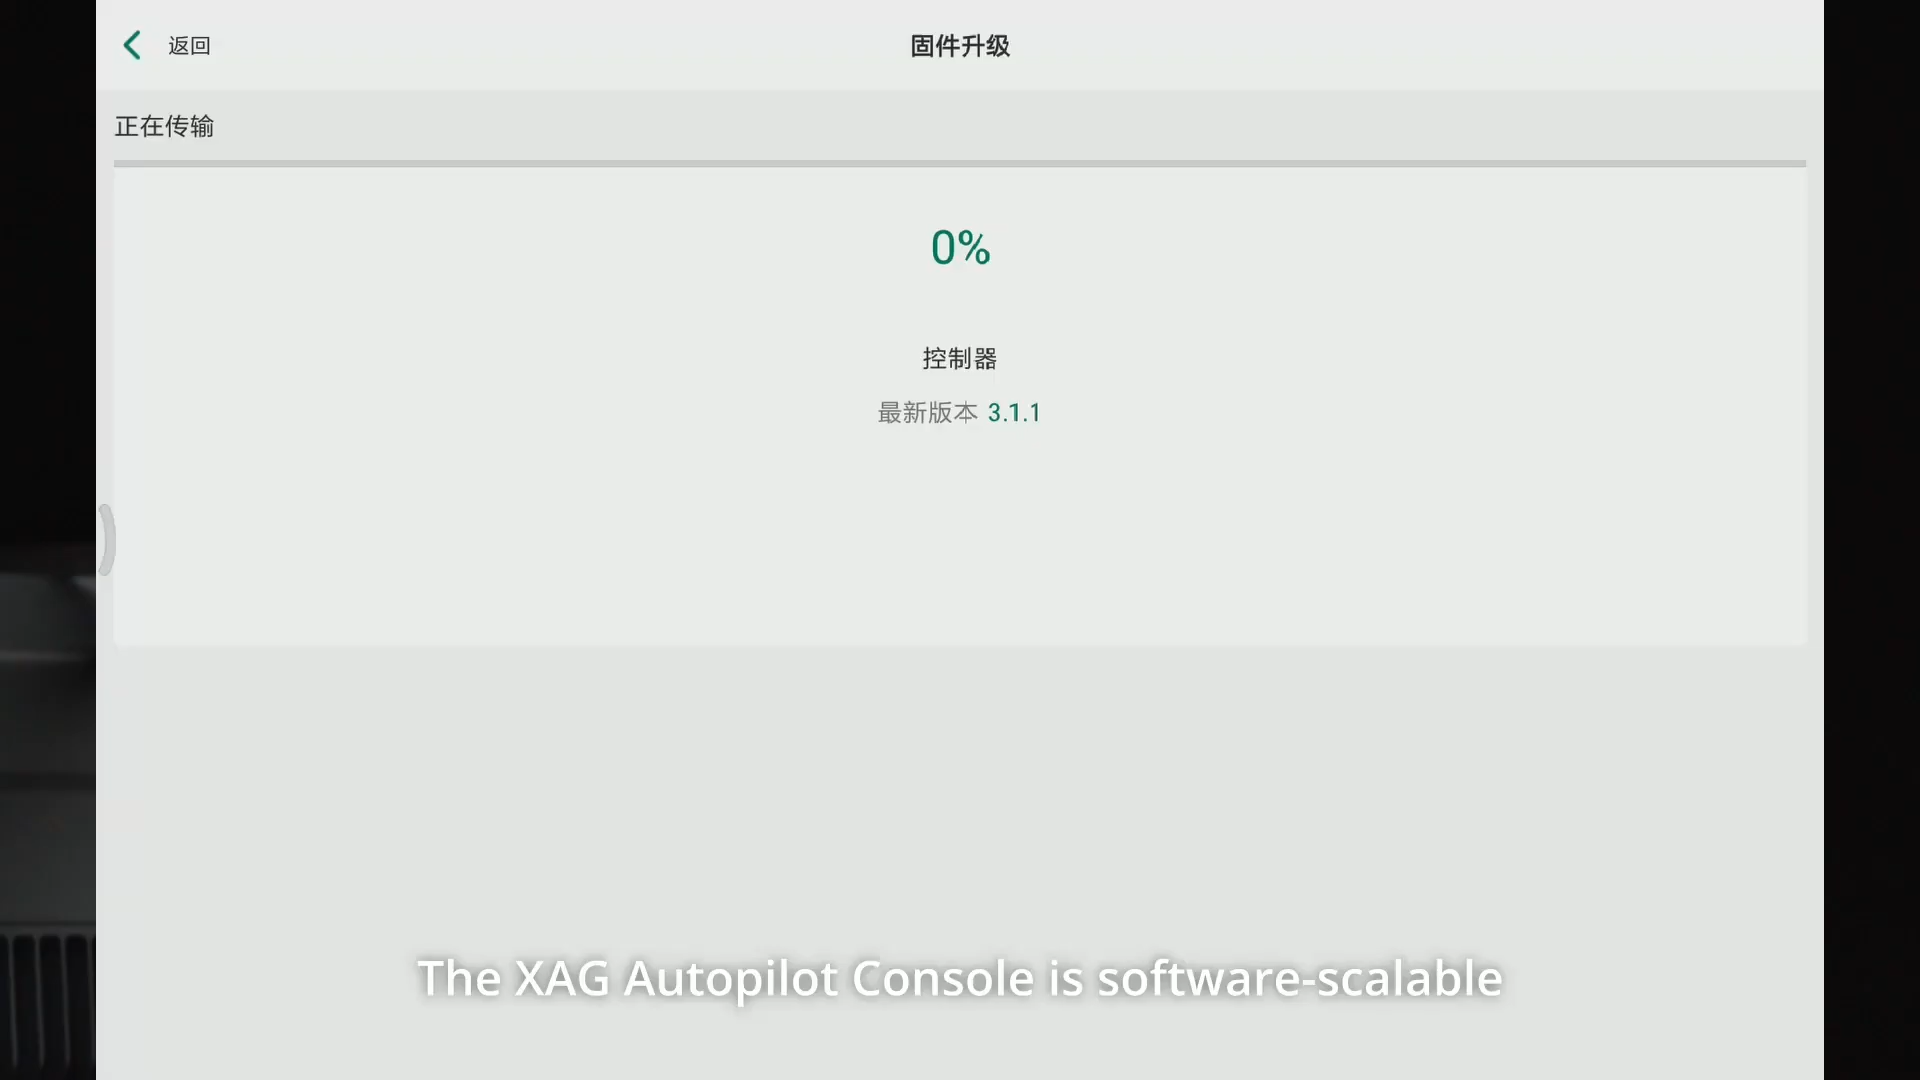 返回
固件升级
正在传输
0%
控制器
最新版本 3.1.1
The XAG Autopilot Console is software-scalable